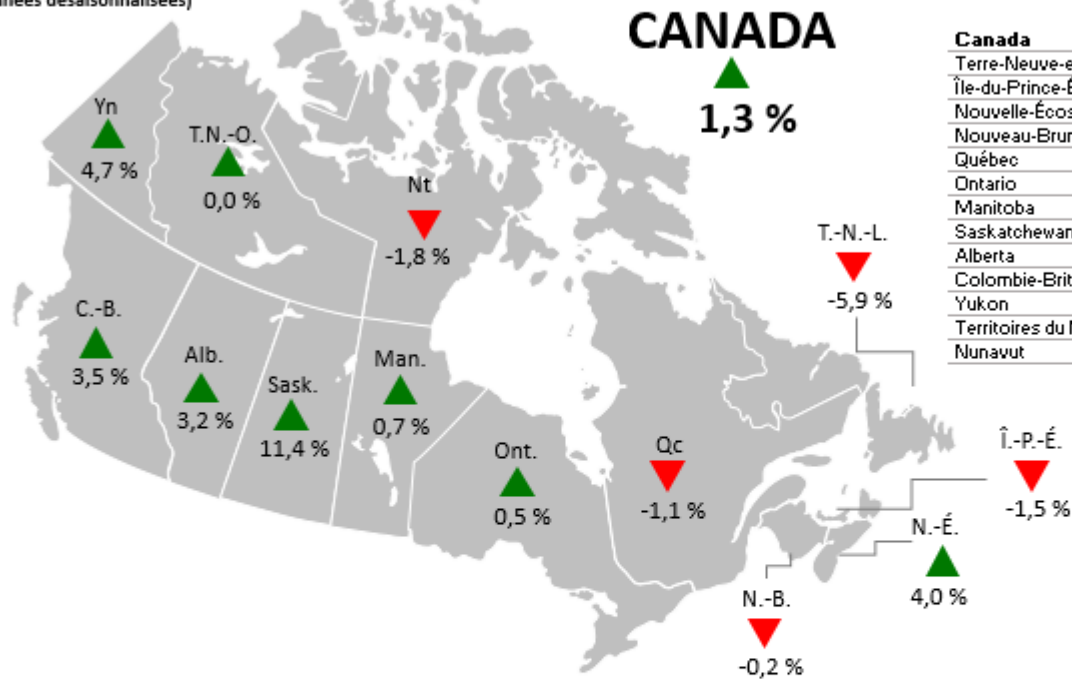 désaisonnalisées)
CANADA
1,3 %
Canada
Terre-Neuve-e
Île-du-Prince-É
Nouvelle-Écos
Nouveau-Brun
Québec
Ontario
Manitoba
Saskatchewan
Alberta
Colombie-Brit
Yukon
Territoires du N
Nunavut
Yn
4,7 %
T.N.-O.
0,0 %
Nt
-1,8 %
T.-N.-L.
-5,9 %
C.-B.
3,5 %
Alb.
3,2 %
Sask.
11,4 %
Man.
0,7 %
Ont.
0,5 %
Qc
-1,1 %
Î.-P.-É.
-1,5 %
N.-É.
4,0 %
N.-B.
-0,2 %